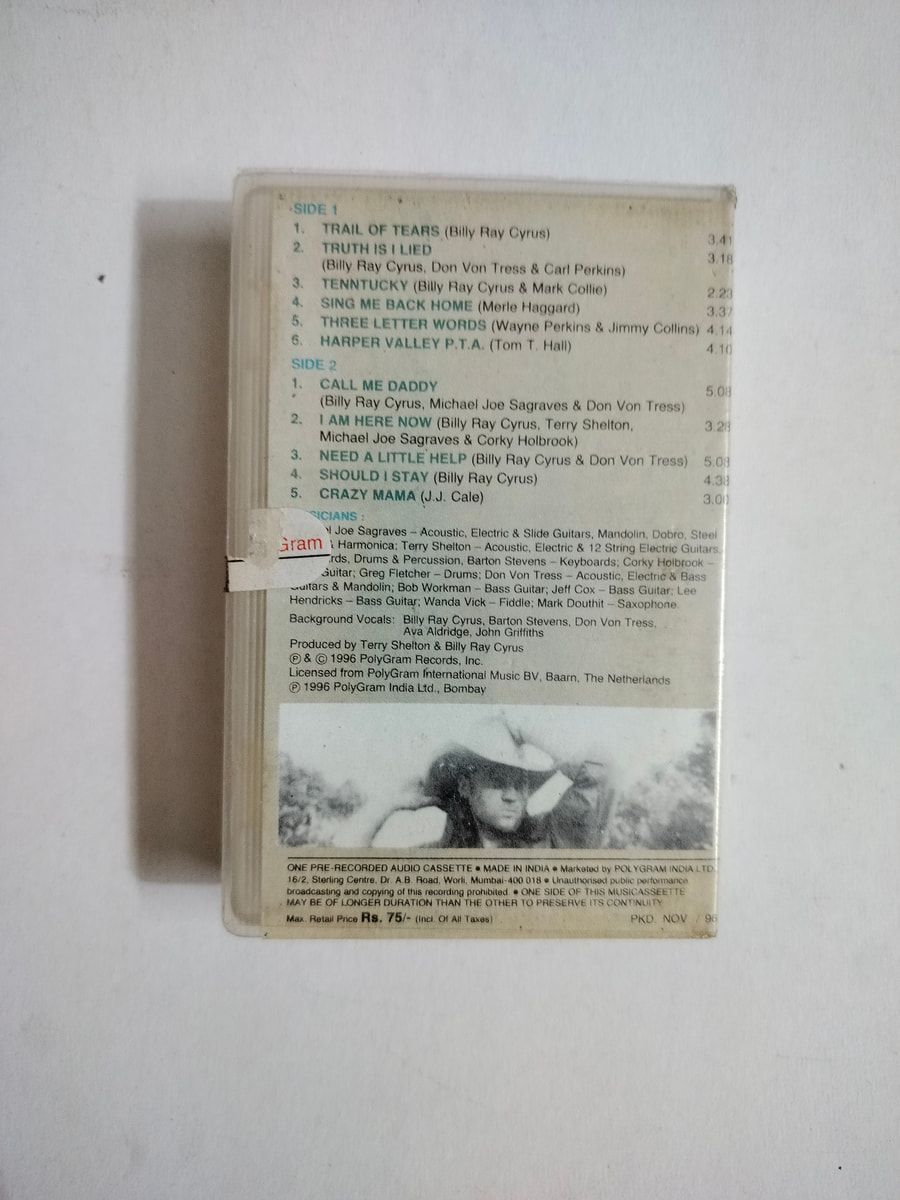 SIDE 1
1. TRAIL OF TEARS (Billy Ray Cyrus) 3.41
2. TRUTH IS I LIED 3.18
(Billy Ray Cyrus, Don Von Tress & Carl Perkins)
3. TENNTUCKY (Billy Ray Cyrus & Mark Collie) 2.23
4. SING ME BACK HOME (Merle Haggard) 3.37
5. THREE LETTER WORDS (Wayne Perkins & Jimmy Collins) 4.14
6. HARPER VALLEY P.T.A. (Tom T. Hall) 4.10
SIDE 2
1. CALL ME DADDY 5.08
(Billy Ray Cyrus, Michael Joe Sagraves & Don Von Tress)
2. I AM HERE NOW (Billy Ray Cyrus, Terry Shelton, 3.28
Michael Joe Sagraves & Corky Holbrook)
3. NEED A LITTLE HELP (Billy Ray Cyrus & Don Von Tress) 5.08
4. SHOULD I STAY (Billy Ray Cyrus) 4.38
5. CRAZY MAMA (J.J. Cale)
ICIANS :
Joe Sagraves – Acoustic, Electric & Slide Guitars, Mandolin, Dobro, Steel
Gram
& Harmonica; Terry Shelton – Acoustic, Electric & 12 String Electric Guitars,
rds, Drums & Percussion, Barton Stevens – Keyboards; Corky Holbrook –
Guitar; Greg Fletcher – Drums; Don Von Tress – Acoustic, Electric & Bass
Guitars & Mandolin; Bob Workman – Bass Guitar; Jeff Cox – Bass Guitar; Lee
Hendricks – Bass Guitar; Wanda Vick – Fiddle; Mark Douthit – Saxophone.
Background Vocals: Billy Ray Cyrus, Barton Stevens, Don Von Tress,
Ava Aldridge, John Griffiths
Produced by Terry Shelton & Billy Ray Cyrus
℗ & © 1996 PolyGram Records, Inc.
Licensed from PolyGram International Music BV, Baarn, The Netherlands
℗ 1996 PolyGram India Ltd., Bombay
ONE PRE-RECORDED AUDIO CASSETTE ● MADE IN INDIA ● Marketed by POLYGRAM INDIA LTD.
16/2, Sterling Centre, Dr. A.B. Road, Worli, Mumbai-400 018 ● Unauthorised public performance
broadcasting and copying of this recording prohibited. ● ONE SIDE OF THIS MUSICASSEETTE
MAY BE OF LONGER DURATION THAN THE OTHER TO PRESERVE ITS CONTINUITY
Max. Retail Price Rs. 75/- (Incl. Of All Taxes) PKD. NOV / 96